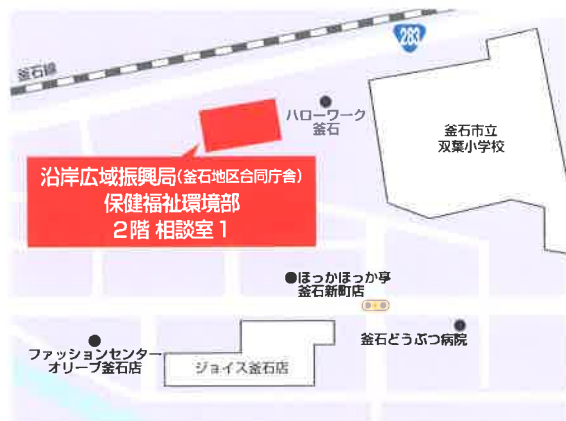 283
釜石線
ハローワーク
釜石
釜石市立
双葉小学校
沿岸広域振興局(釜石地区合同庁舎)
保健福祉環境部
2階 相談室1
●ほっかほっか亭
釜石新町店
釜石どうぶつ病院
ファッションセンター
オリーブ釜石店
ジョイス釜石店